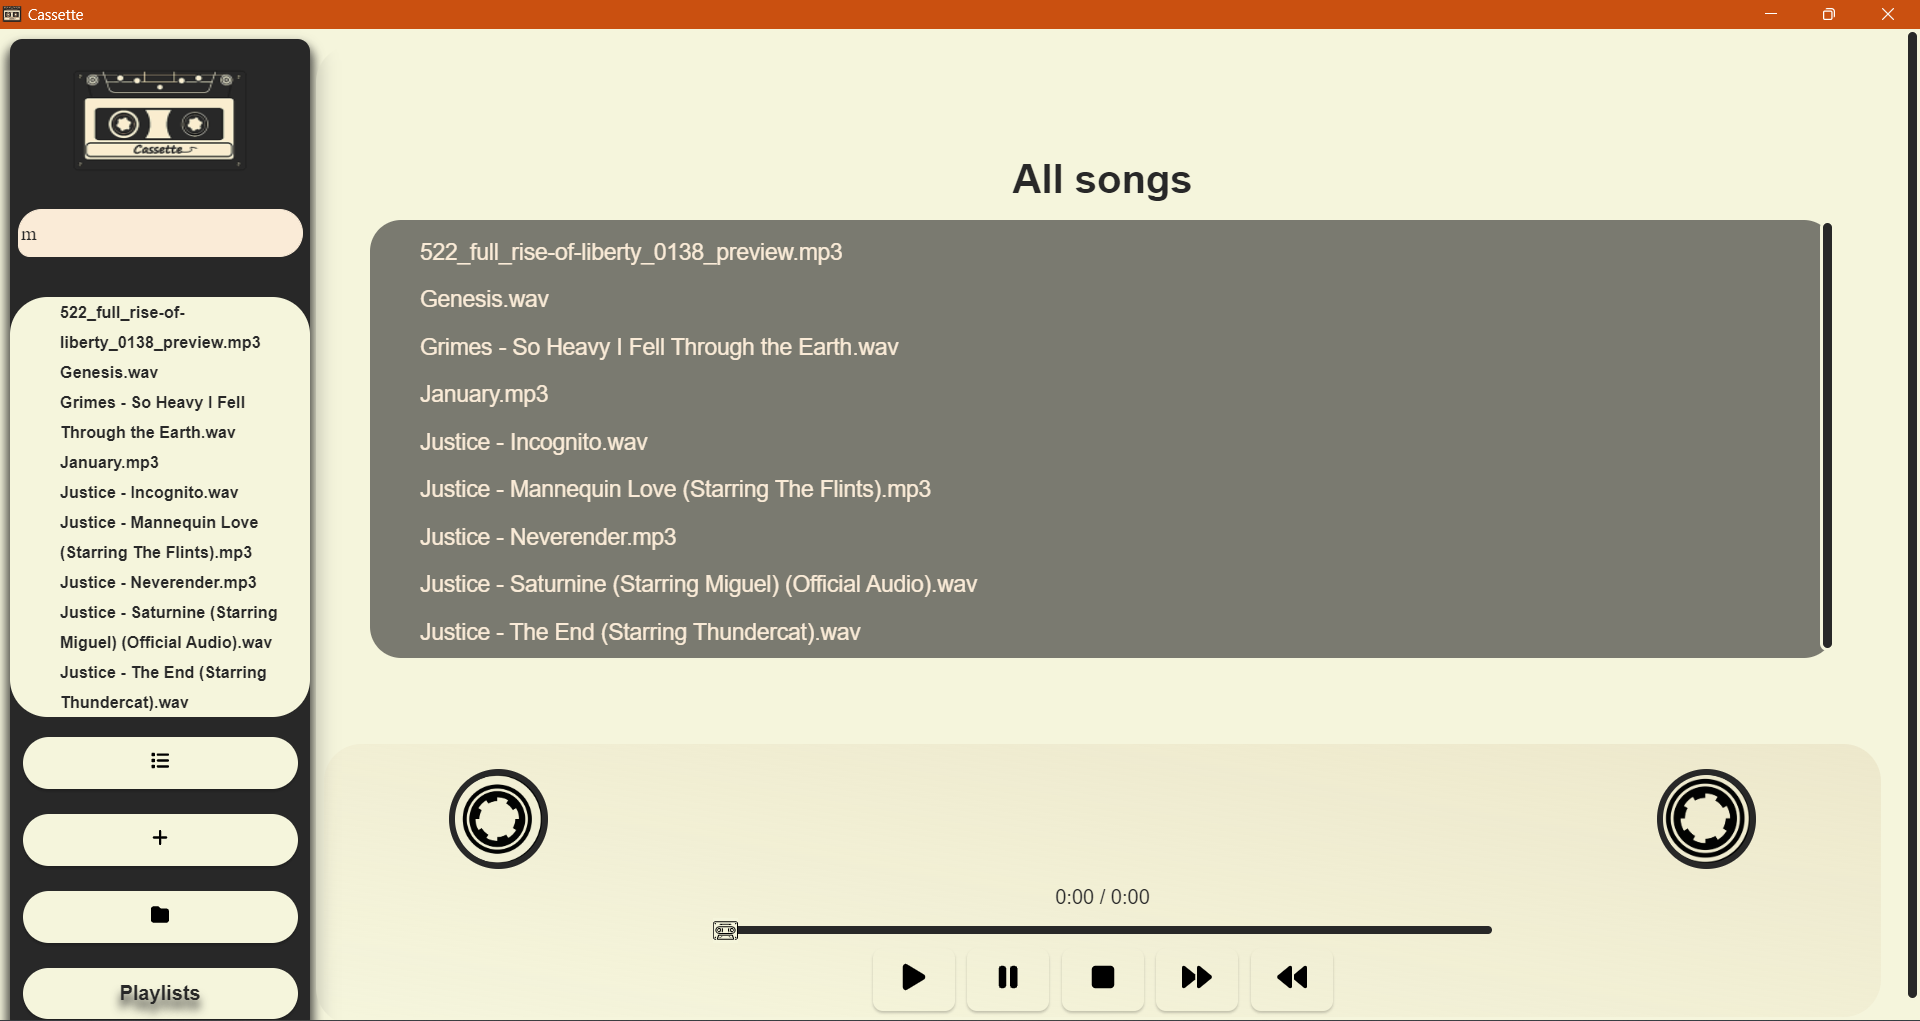 Cassette
Cassette
m
522_full_rise-of-
liberty_0138_preview.mp3
Genesis.wav
Grimes - So Heavy I Fell
Through the Earth.wav
January.mp3
Justice - Incognito.wav
Justice - Mannequin Love
(Starring The Flints).mp3
Justice - Neverender.mp3
Justice - Saturnine (Starring
Miguel) (Official Audio).wav
Justice - The End (Starring
Thundercat).wav
Playlists
All songs
522_full_rise-of-liberty_0138_preview.mp3
Genesis.wav
Grimes - So Heavy I Fell Through the Earth.wav
January.mp3
Justice - Incognito.wav
Justice - Mannequin Love (Starring The Flints).mp3
Justice - Neverender.mp3
Justice - Saturnine (Starring Miguel) (Official Audio).wav
Justice - The End (Starring Thundercat).wav
0:00 / 0:00